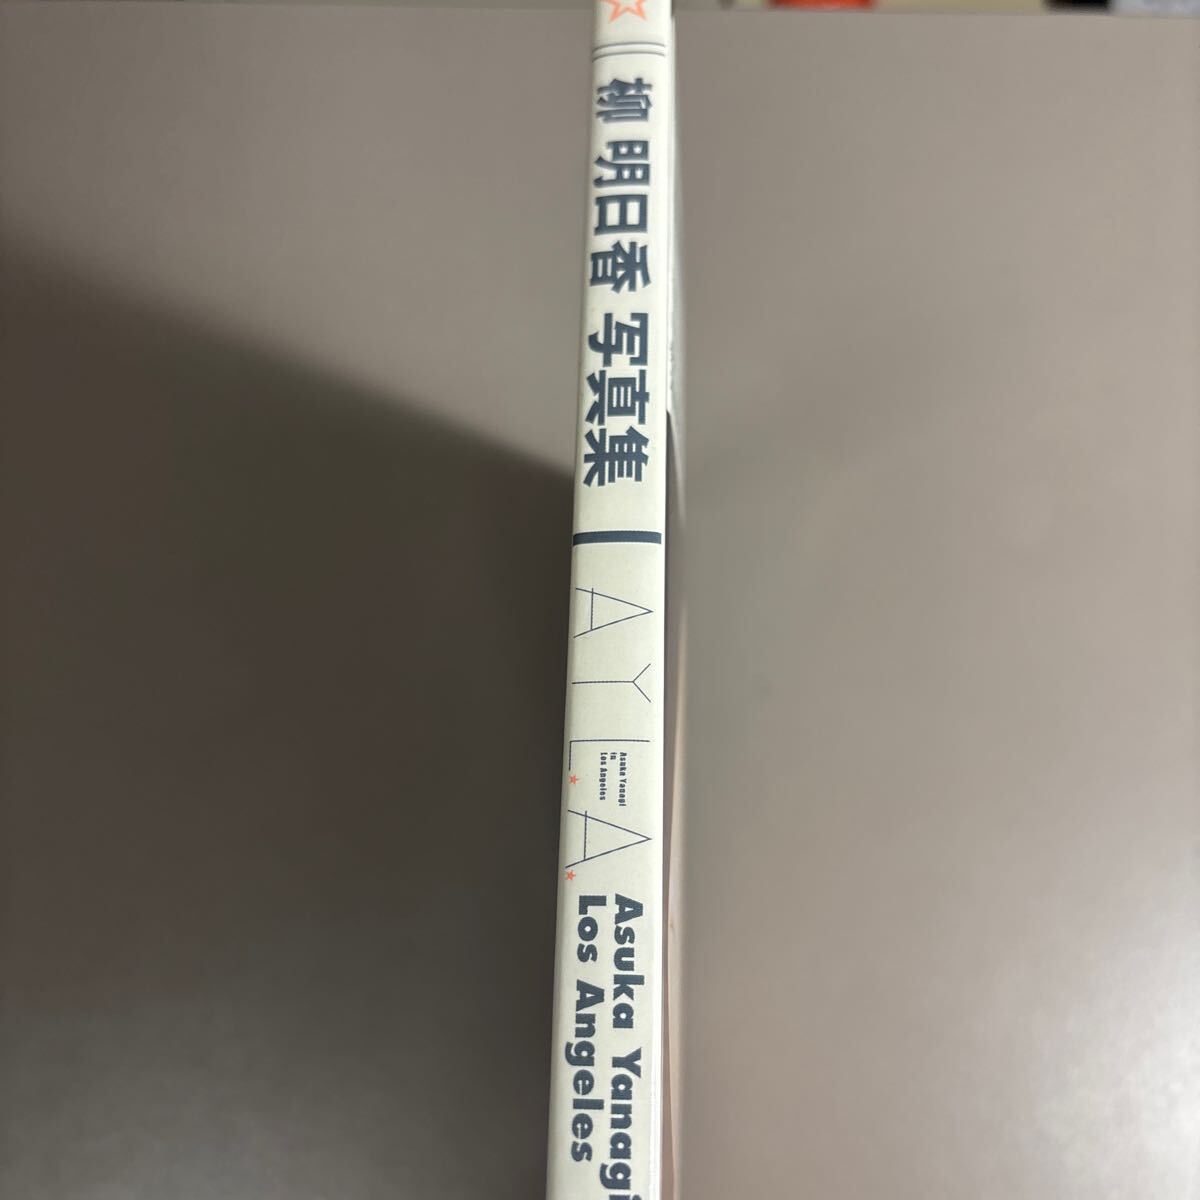 柳 明日香 写真集
AYLA
Asuka Yanagi
in
Los Angeles
Asuka Yanagi
Los Angeles